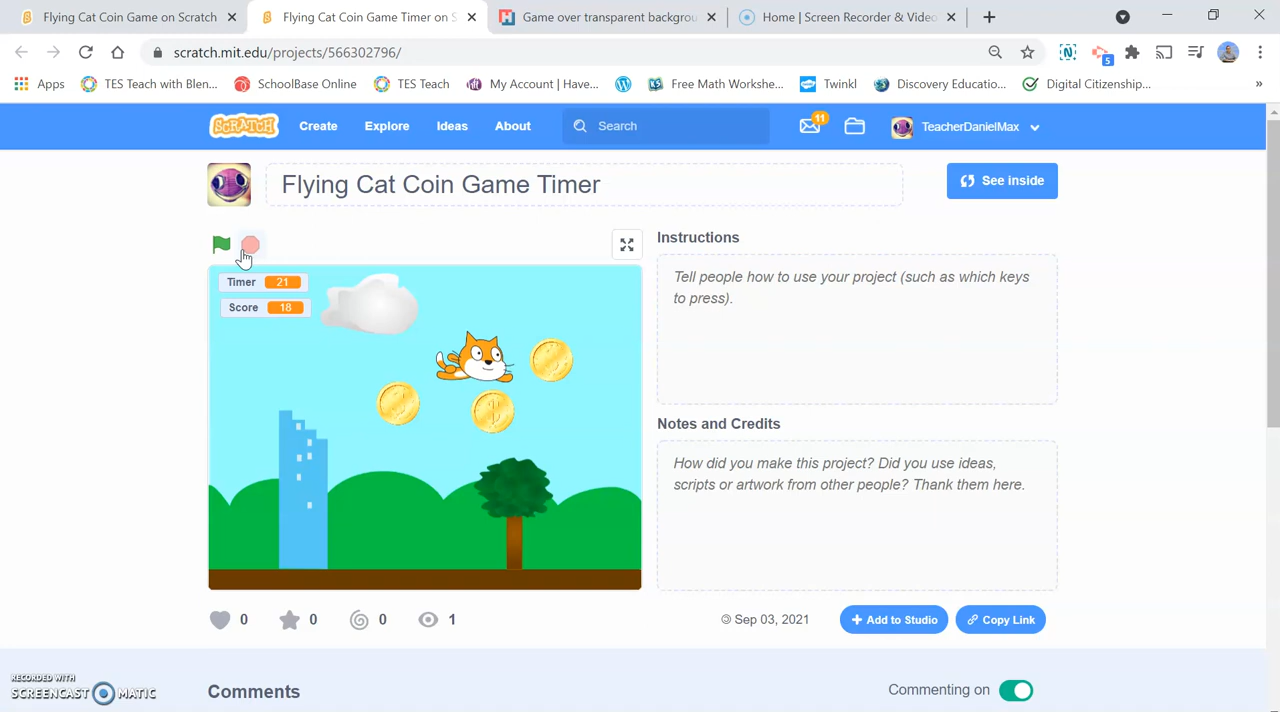 Flying Cat Coin Game on Scratch
Flying Cat Coin Game Timer on S
Game over transparent backgrou
Home | Screen Recorder & Video
scratch.mit.edu/projects/566302796/
5
Apps
TES Teach with Blen...
SchoolBase Online
TES Teach
My Account | Have...
Free Math Workshe...
Twinkl
Discovery Educatio...
Digital Citizenship...
»
SCRATCH
Create
Explore
Ideas
About
Search
11
TeacherDanielMax
Flying Cat Coin Game Timer
See inside
Timer 21
Score 18
Instructions
Tell people how to use your project (such as which keys
to press).
Notes and Credits
How did you make this project? Did you use ideas,
scripts or artwork from other people? Thank them here.
0
0
0
1
© Sep 03, 2021
Add to Studio
Copy Link
RECORDED WITH
SCREENCAST MATIC
Comments
Commenting on